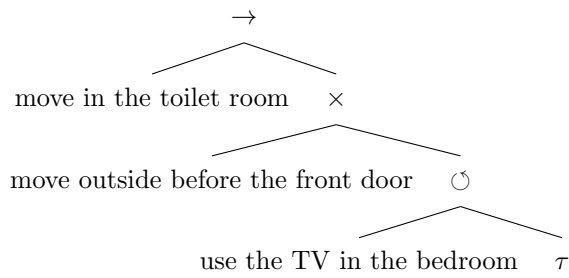 →
move in the toilet room ×
move outside before the front door ↺
use the TV in the bedroom τ